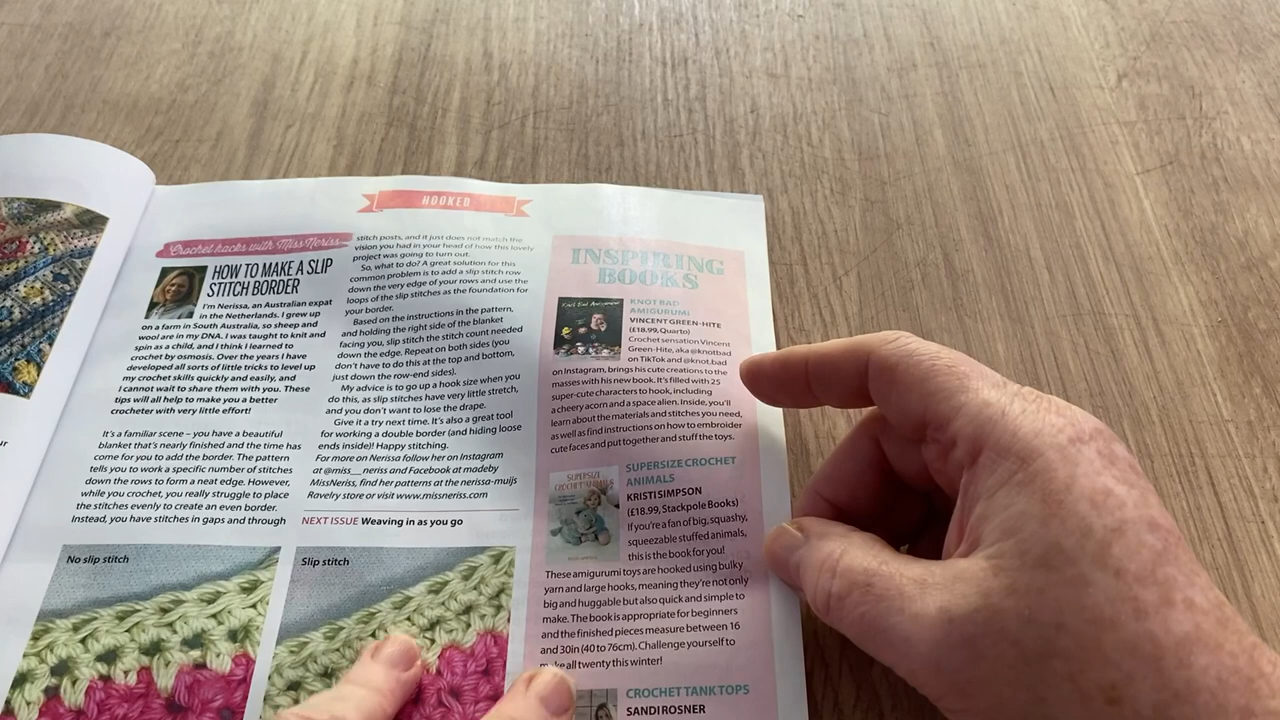 HOOKED
Crochet hacks with Miss Neriss
HOW TO MAKE A SLIP
STITCH BORDER
I'm Nerissa, an Australian expat
in the Netherlands. I grew up
on a farm in South Australia, so sheep and
wool are in my DNA. I was taught to knit and
spin as a child, and I think I learned to
crochet by osmosis. Over the years I have
developed all sorts of little tricks to level up
my crochet skills quickly and easily, and
I cannot wait to share them with you. These
tips will all help to make you a better
crocheter with very little effort!
It's a familiar scene – you have a beautiful
blanket that's nearly finished and the time has
come for you to add the border. The pattern
tells you to work a specific number of stitches
down the rows to form a neat edge. However,
while you crochet, you really struggle to place
the stitches evenly to create an even border.
Instead, you have stitches in gaps and through
stitch posts, and it just does not match the
vision you had in your head of how this lovely
project was going to turn out.
So, what to do? A great solution for this
common problem is to add a slip stitch row
down the very edge of your rows and use the
loops of the slip stitches as the foundation for
your border.
Based on the instructions in the pattern,
and holding the right side of the blanket
facing you, slip stitch the stitch count needed
down the edge. Repeat on both sides (you
don't have to do this at the top and bottom,
just down the row-end sides).
My advice is to go up a hook size when you
do this, as slip stitches have very little stretch,
and you don't want to lose the drape.
Give it a try next time. It's also a great tool
for working a double border (and hiding loose
ends inside)! Happy stitching.
For more on Nerissa follow her on Instagram
at @miss__neriss and Facebook at madeby
MissNeriss, find her patterns at the nerissa-muijs
Ravelry store or visit www.missneriss.com
NEXT ISSUE Weaving in as you go
No slip stitch
Slip stitch
INSPIRING
BOOKS
KNOT BAD
AMIGURUMI
VINCENT GREEN-HITE
(£18.99, Quarto)
Crochet sensation Vincent
Green-Hite, aka @knotbad
on TikTok and @knot.bad
on Instagram, brings his cute creations to the
masses with his new book. It's filled with 25
super-cute characters to hook, including
a cheery acorn and a space alien. Inside, you'll
learn about the materials and stitches you need,
as well as find instructions on how to embroider
cute faces and put together and stuff the toys.
Knot Bad Amigurumi
SUPERSIZE CROCHET
ANIMALS
KRISTI SIMPSON
(£18.99, Stackpole Books)
If you're a fan of big, squashy,
squeezable stuffed animals,
this is the book for you!
These amigurumi toys are hooked using bulky
yarn and large hooks, meaning they're not only
big and huggable but also quick and simple to
make. The book is appropriate for beginners
and the finished pieces measure between 16
and 30in (40 to 76cm). Challenge yourself to
make all twenty this winter!
SUPERSIZE
CROCHET ANIMALS
CROCHET TANK TOPS
SANDI ROSNER